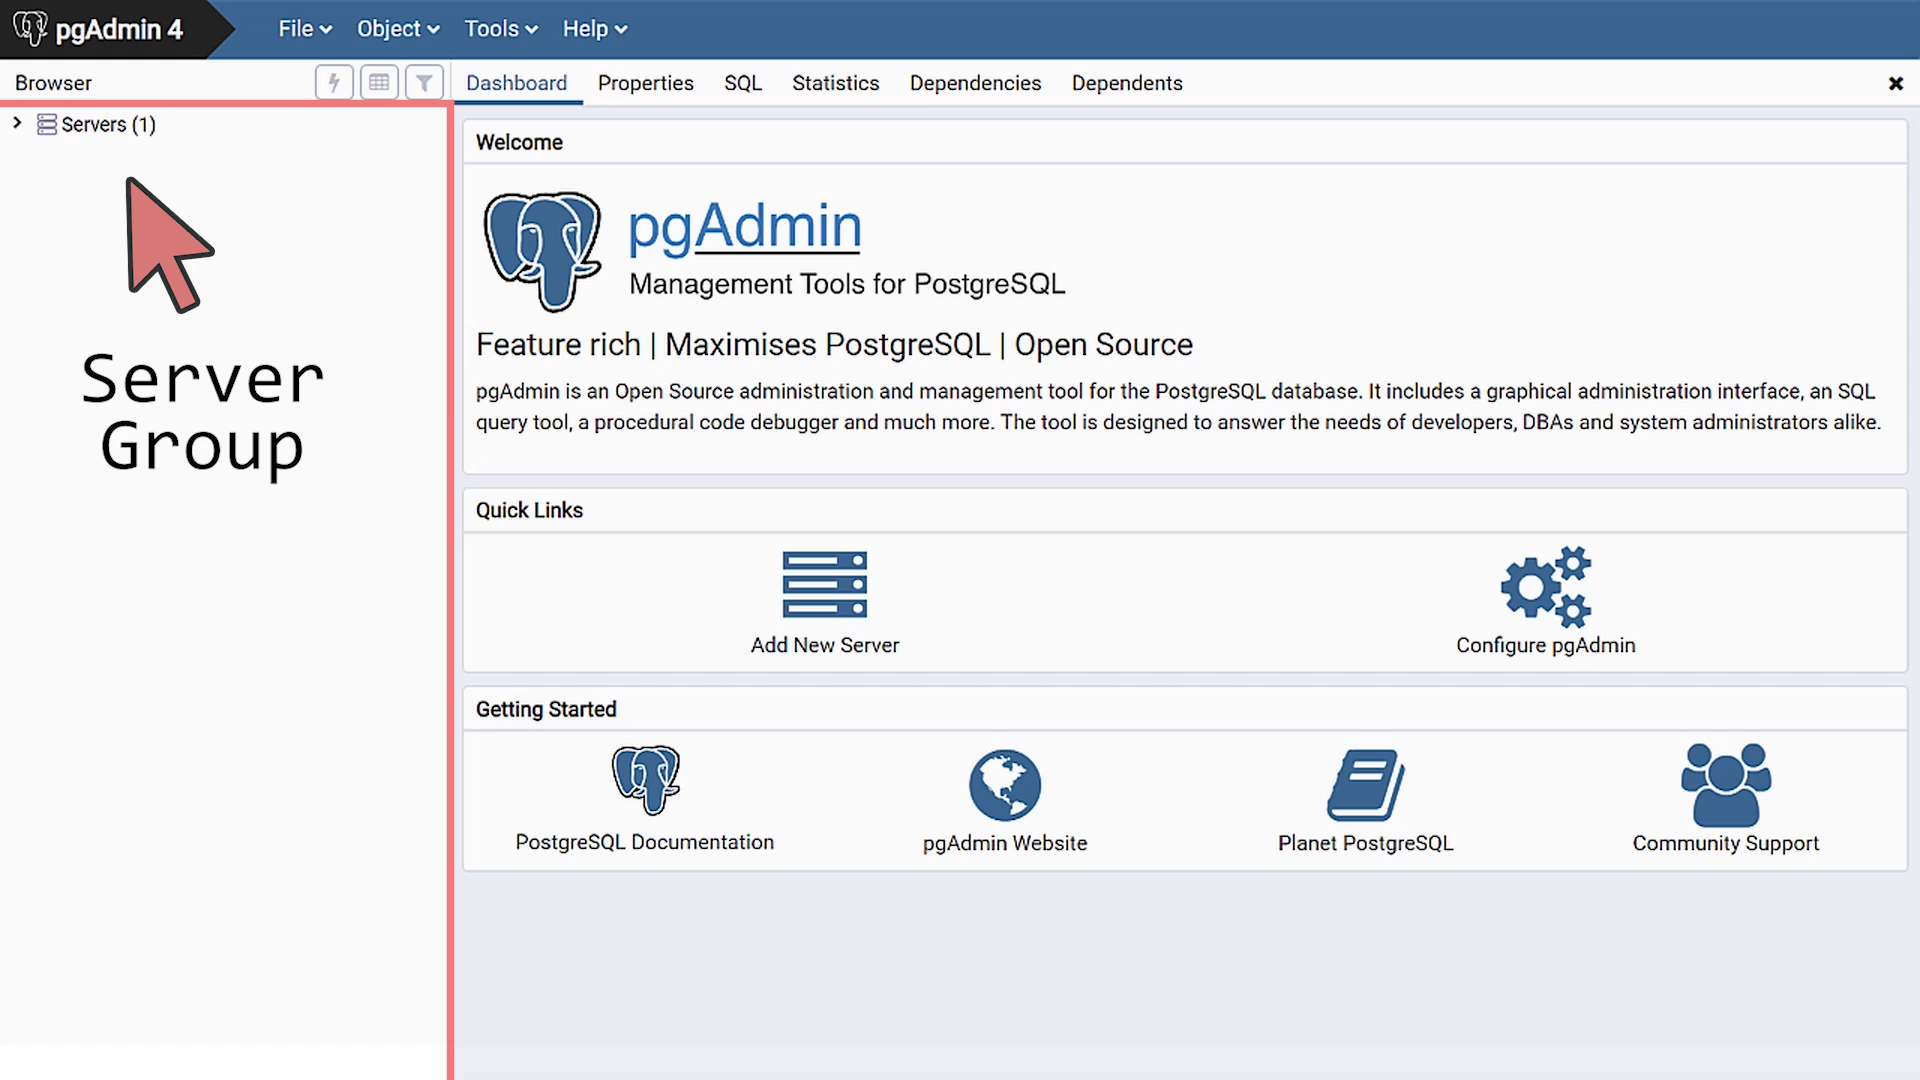 pgAdmin 4
File
Object
Tools
Help
Browser
Dashboard
Properties
SQL
Statistics
Dependencies
Dependents
Servers (1)
Server
Group
Welcome
pgAdmin
Management Tools for PostgreSQL
Feature rich | Maximises PostgreSQL | Open Source
pgAdmin is an Open Source administration and management tool for the PostgreSQL database. It includes a graphical administration interface, an SQL
query tool, a procedural code debugger and much more. The tool is designed to answer the needs of developers, DBAs and system administrators alike.
Quick Links
Add New Server
Configure pgAdmin
Getting Started
PostgreSQL Documentation
pgAdmin Website
Planet PostgreSQL
Community Support